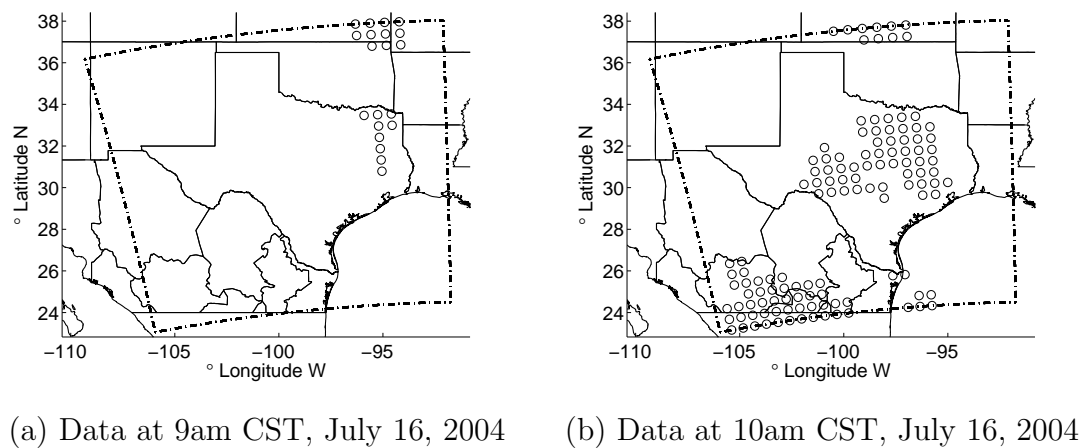 38
36
34
32
30
28
26
24
° Latitude N
−110 −105 −100 −95
° Longitude W
38
36
34
32
30
28
26
24
° Latitude N
−110 −105 −100 −95
° Longitude W
(a) Data at 9am CST, July 16, 2004
(b) Data at 10am CST, July 16, 2004